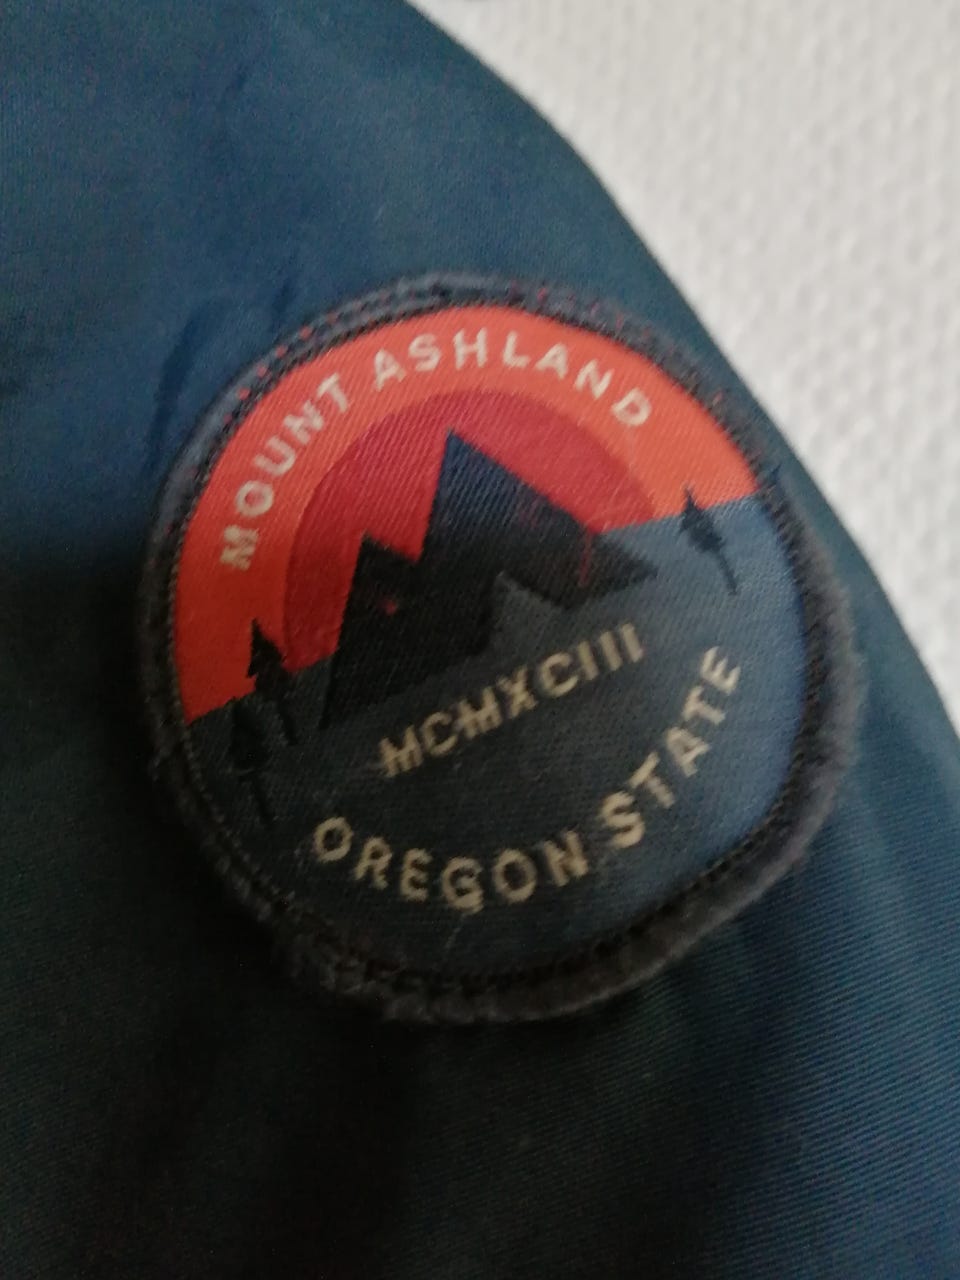 MOUNT ASHLAND
MCMXCIII
OREGON STATE